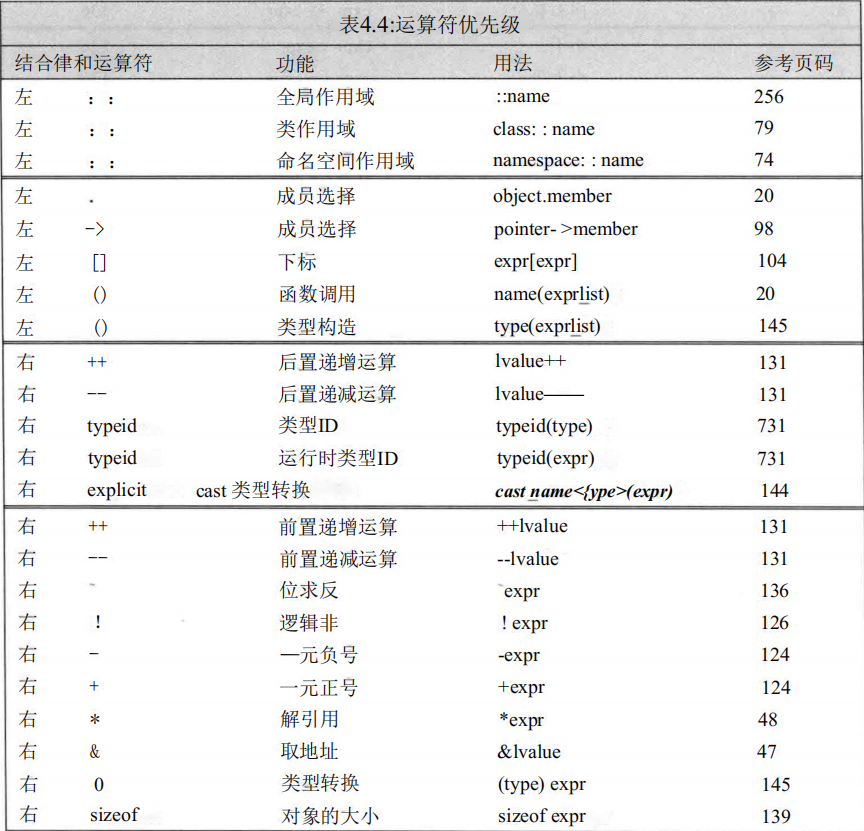 表4.4:运算符优先级
结合律和运算符 功能 用法 参考页码
左 :: 全局作用域 ::name 256
左 :: 类作用域 class: : name 79
左 :: 命名空间作用域 namespace: : name 74
左 . 成员选择 object.member 20
左 -> 成员选择 pointer- >member 98
左 [] 下标 expr[expr] 104
左 () 函数调用 name(exprlist) 20
左 () 类型构造 type(exprlist) 145
右 ++ 后置递增运算 lvalue++ 131
右 -- 后置递减运算 lvalue—— 131
右 typeid 类型ID typeid(type) 731
右 typeid 运行时类型ID typeid(expr) 731
右 explicit cast 类型转换 cast_name<{ype>(expr) 144
右 ++ 前置递增运算 ++lvalue 131
右 -- 前置递减运算 --lvalue 131
右 ~ 位求反 ~expr 136
右 ! 逻辑非 ! expr 126
右 - 一元负号 -expr 124
右 + 一元正号 +expr 124
右 * 解引用 *expr 48
右 & 取地址 &lvalue 47
右 0 类型转换 (type) expr 145
右 sizeof 对象的大小 sizeof expr 139